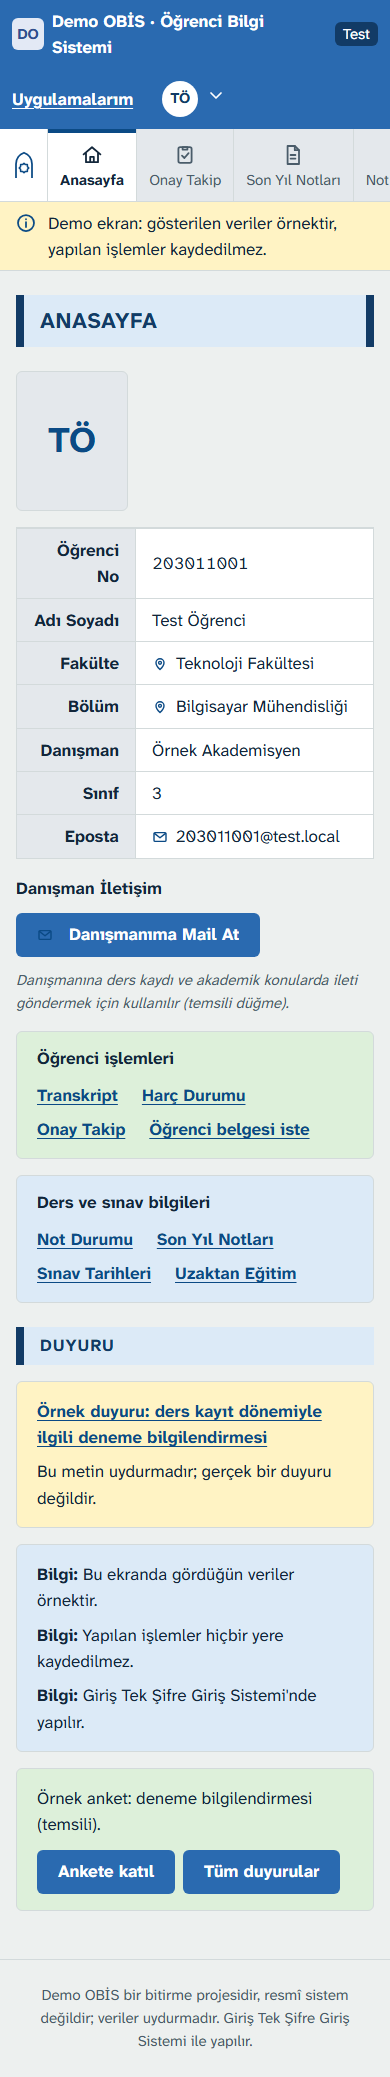 DO
Demo OBİS · Öğrenci Bilgi
Sistemi
Test
Uygulamalarım
TÖ
Anasayfa
Onay Takip
Son Yıl Notları
Not
Demo ekran: gösterilen veriler örnektir,
yapılan işlemler kaydedilmez.
ANASAYFA
TÖ
Öğrenci
No
203011001
Adı Soyadı
Test Öğrenci
Fakülte
Teknoloji Fakültesi
Bölüm
Bilgisayar Mühendisliği
Danışman
Örnek Akademisyen
Sınıf
3
Eposta
203011001@test.local
Danışman İletişim
Danışmanıma Mail At
Danışmanına ders kaydı ve akademik konularda ileti
göndermek için kullanılır (temsili düğme).
Öğrenci işlemleri
Transkript
Harç Durumu
Onay Takip
Öğrenci belgesi iste
Ders ve sınav bilgileri
Not Durumu
Son Yıl Notları
Sınav Tarihleri
Uzaktan Eğitim
DUYURU
Örnek duyuru: ders kayıt dönemiyle
ilgili deneme bilgilendirmesi
Bu metin uydurmadır; gerçek bir duyuru
değildir.
Bilgi: Bu ekranda gördüğün veriler
örnektir.
Bilgi: Yapılan işlemler hiçbir yere
kaydedilmez.
Bilgi: Giriş Tek Şifre Giriş Sistemi'nde
yapılır.
Örnek anket: deneme bilgilendirmesi
(temsili).
Ankete katıl
Tüm duyurular
Demo OBİS bir bitirme projesidir, resmî sistem
değildir; veriler uydurmadır. Giriş Tek Şifre Giriş
Sistemi ile yapılır.